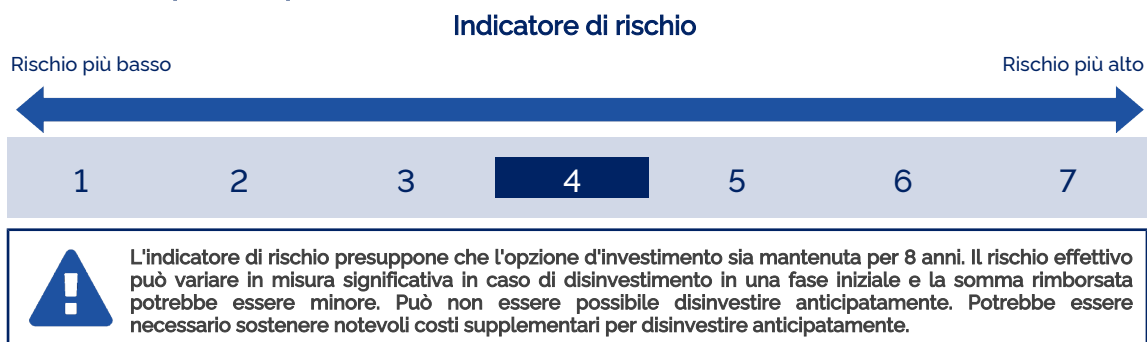 Indicatore di rischio
Rischio più basso
Rischio più alto
1 2 3 4 5 6 7
L'indicatore di rischio presuppone che l'opzione d'investimento sia mantenuta per 8 anni. Il rischio effettivo
può variare in misura significativa in caso di disinvestimento in una fase iniziale e la somma rimborsata
potrebbe essere minore. Può non essere possibile disinvestire anticipatamente. Potrebbe essere
necessario sostenere notevoli costi supplementari per disinvestire anticipatamente.